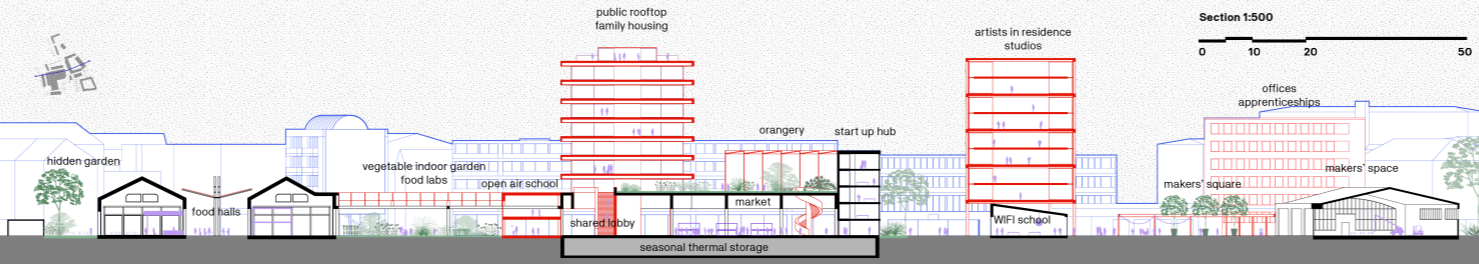 public rooftop
family housing
artists in residence
studios
Section 1:500
0 10 20 50
offices
apprenticeships
hidden garden
vegetable indoor garden
food labs
open air school
orangery
start up hub
makers' space
makers' square
food halls
shared lobby
market
WIFI school
seasonal thermal storage